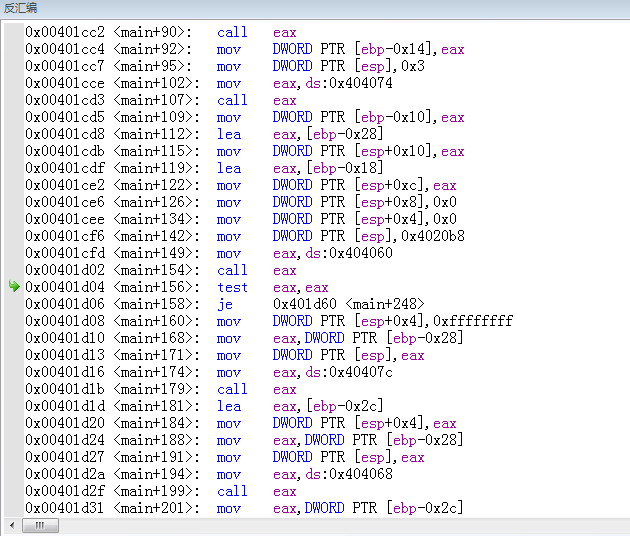 反汇编
0x00401cc2 <main+90>: call eax
0x00401cc4 <main+92>: mov DWORD PTR [ebp-0x14],eax
0x00401cc7 <main+95>: mov DWORD PTR [esp],0x3
0x00401cce <main+102>: mov eax,ds:0x404074
0x00401cd3 <main+107>: call eax
0x00401cd5 <main+109>: mov DWORD PTR [ebp-0x10],eax
0x00401cd8 <main+112>: lea eax,[ebp-0x28]
0x00401cdb <main+115>: mov DWORD PTR [esp+0x10],eax
0x00401cdf <main+119>: lea eax,[ebp-0x18]
0x00401ce2 <main+122>: mov DWORD PTR [esp+0xc],eax
0x00401ce6 <main+126>: mov DWORD PTR [esp+0x8],0x0
0x00401cee <main+134>: mov DWORD PTR [esp+0x4],0x0
0x00401cf6 <main+142>: mov DWORD PTR [esp],0x4020b8
0x00401cfd <main+149>: mov eax,ds:0x404060
0x00401d02 <main+154>: call eax
0x00401d04 <main+156>: test eax,eax
0x00401d06 <main+158>: je 0x401d60 <main+248>
0x00401d08 <main+160>: mov DWORD PTR [esp+0x4],0xffffffff
0x00401d10 <main+168>: mov eax,DWORD PTR [ebp-0x28]
0x00401d13 <main+171>: mov DWORD PTR [esp],eax
0x00401d16 <main+174>: mov eax,ds:0x40407c
0x00401d1b <main+179>: call eax
0x00401d1d <main+181>: lea eax,[ebp-0x2c]
0x00401d20 <main+184>: mov DWORD PTR [esp+0x4],eax
0x00401d24 <main+188>: mov eax,DWORD PTR [ebp-0x28]
0x00401d27 <main+191>: mov DWORD PTR [esp],eax
0x00401d2a <main+194>: mov eax,ds:0x404068
0x00401d2f <main+199>: call eax
0x00401d31 <main+201>: mov eax,DWORD PTR [ebp-0x2c]